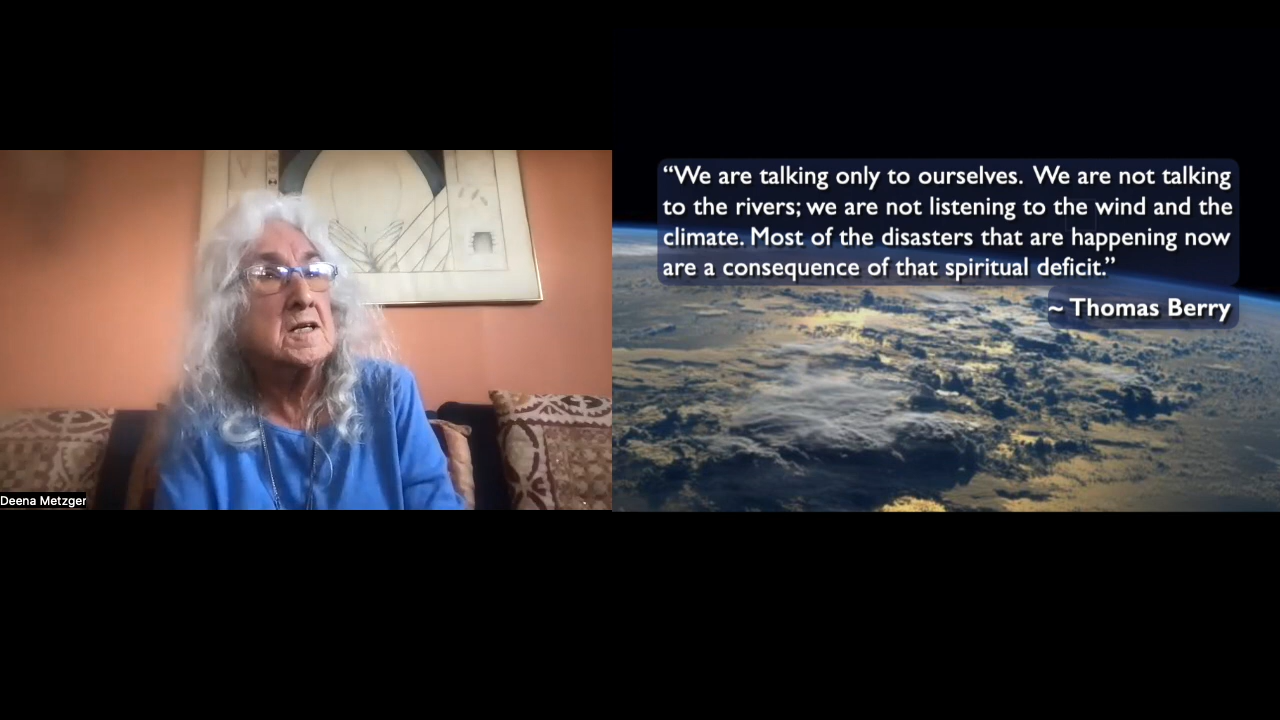 Deena Metzger
“We are talking only to ourselves. We are not talking
to the rivers; we are not listening to the wind and the
climate. Most of the disasters that are happening now
are a consequence of that spiritual deficit.”
~ Thomas Berry